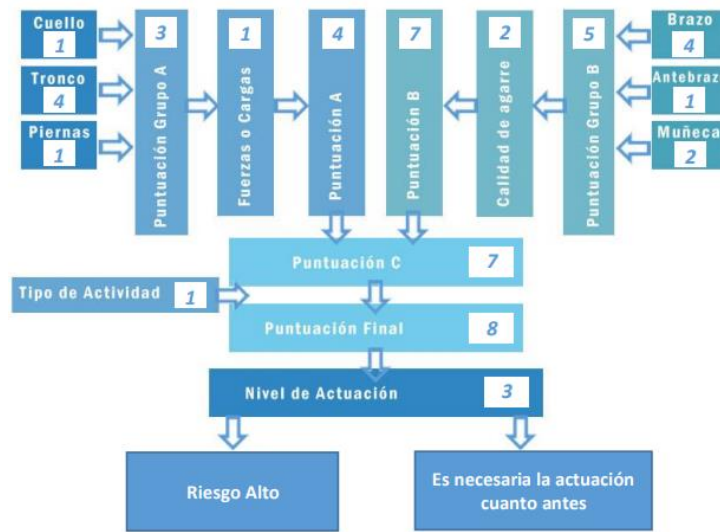 Cuello
1
Tronco
4
Piernas
1
3
Puntuación Grupo A
1
Fuerzas o Cargas
4
Puntuación A
7
Puntuación B
2
Calidad de agarre
5
Puntuación Grupo B
Brazo
4
Antebraz
1
Muñeca
2
Puntuación C
7
Tipo de Actividad
1
Puntuación Final
8
Nivel de Actuación
3
Riesgo Alto
Es necesaria la actuación
cuanto antes